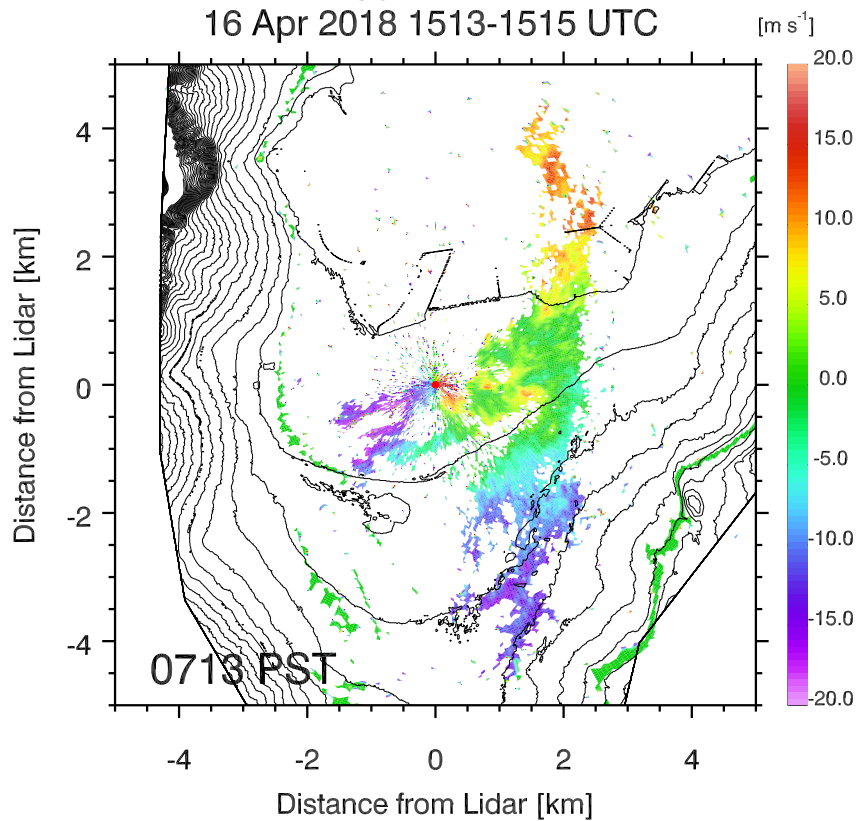 16 Apr 2018 1513-1515 UTC
[m s⁻¹]
20.0
15.0
10.0
5.0
0.0
-5.0
-10.0
-15.0
-20.0
Distance from Lidar [km]
4
2
0
-2
-4
0713 PST
-4 -2 0 2 4
Distance from Lidar [km]